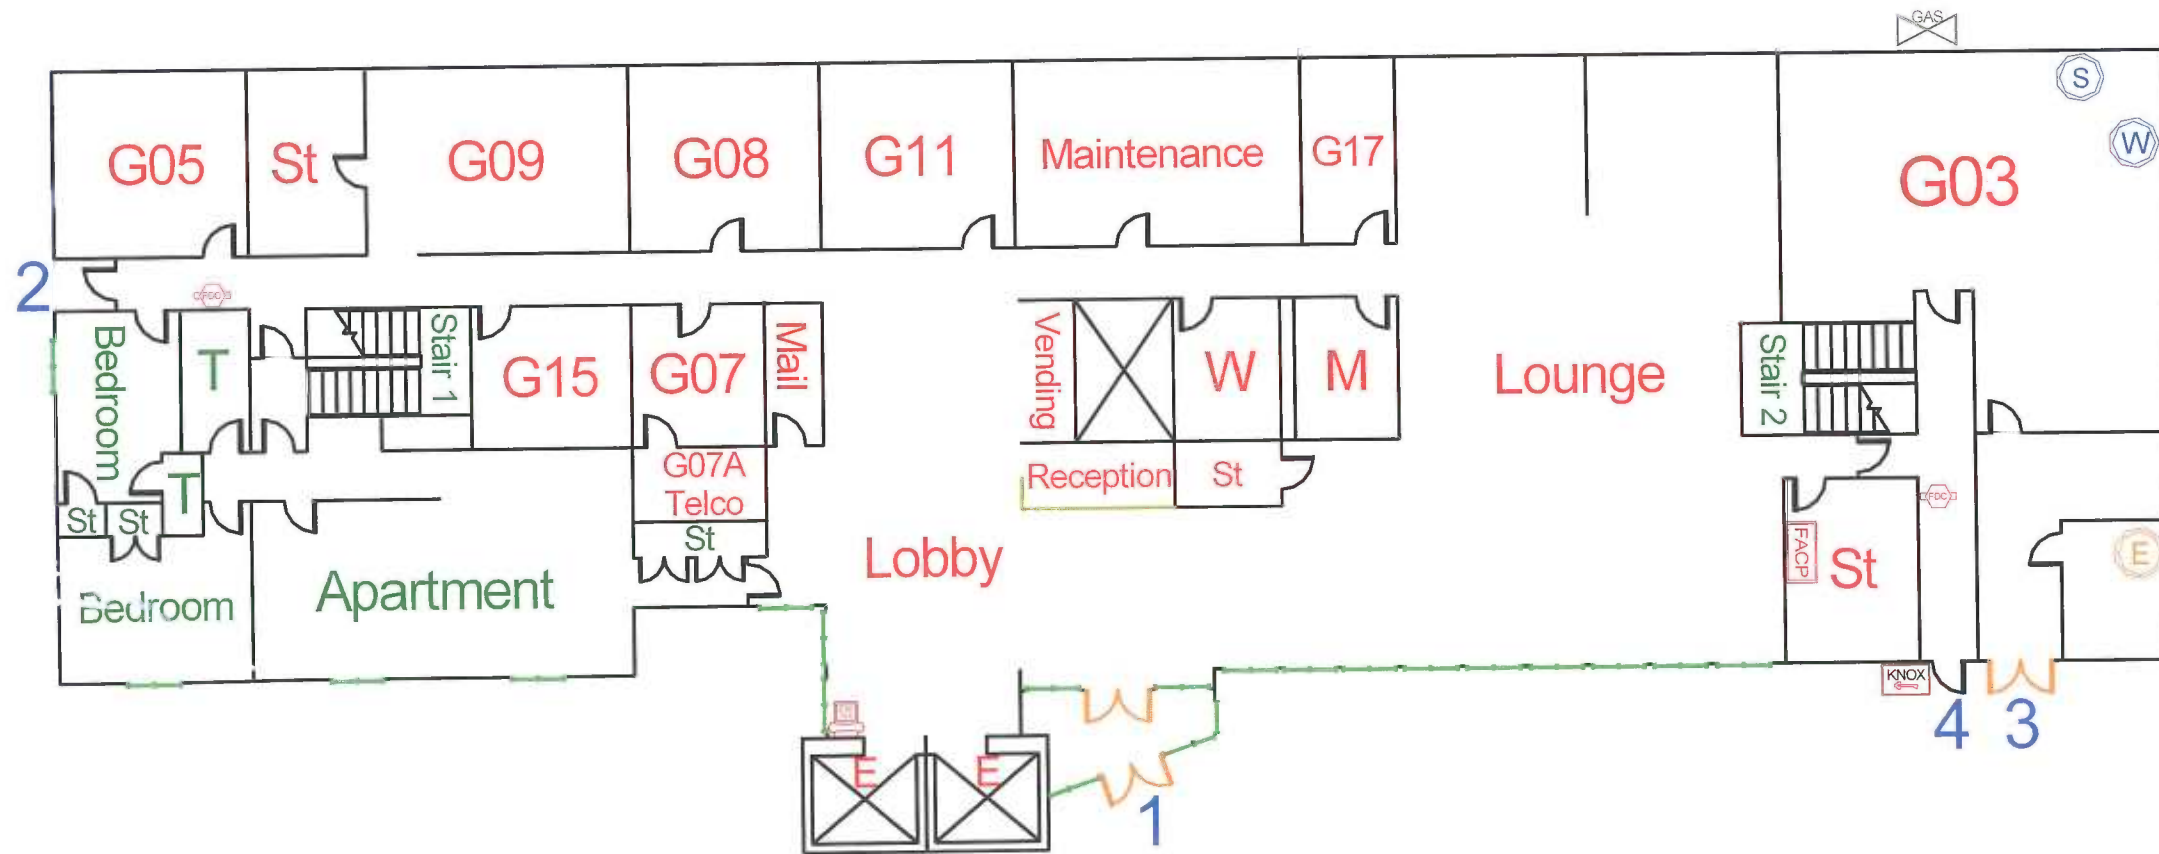 GAS
S
W
G05
St
G09
G08
G11
Maintenance
G17
G03
2
FDC
Bedroom
T
Stair 1
G15
G07
Mail
Vending
W
M
Lounge
Stair 2
T
St
St
G07A
Telco
St
Reception
St
Lobby
FDC
FACP
St
E
Bedroom
Apartment
KNOX
4
3
E
E
1